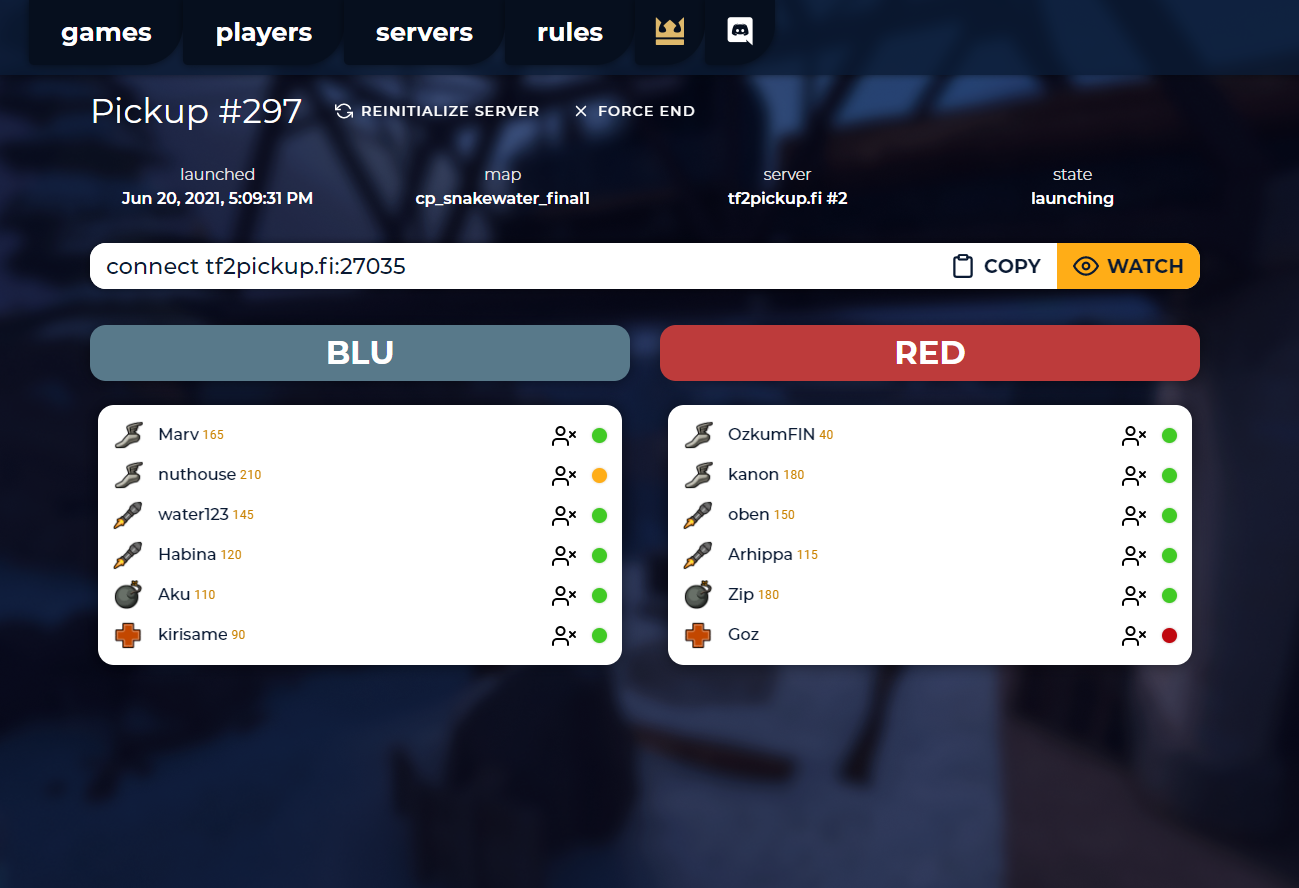 games players servers rules
Pickup #297 REINITIALIZE SERVER FORCE END
launched map server state
Jun 20, 2021, 5:09:31 PM cp_snakewater_final1 tf2pickup.fi #2 launching
connect tf2pickup.fi:27035 COPY WATCH
BLU RED
Marv 165
nuthouse 210
water123 145
Habina 120
Aku 110
kirisame 90
OzkumFIN 40
kanon 180
oben 150
Arhippa 115
Zip 180
Goz